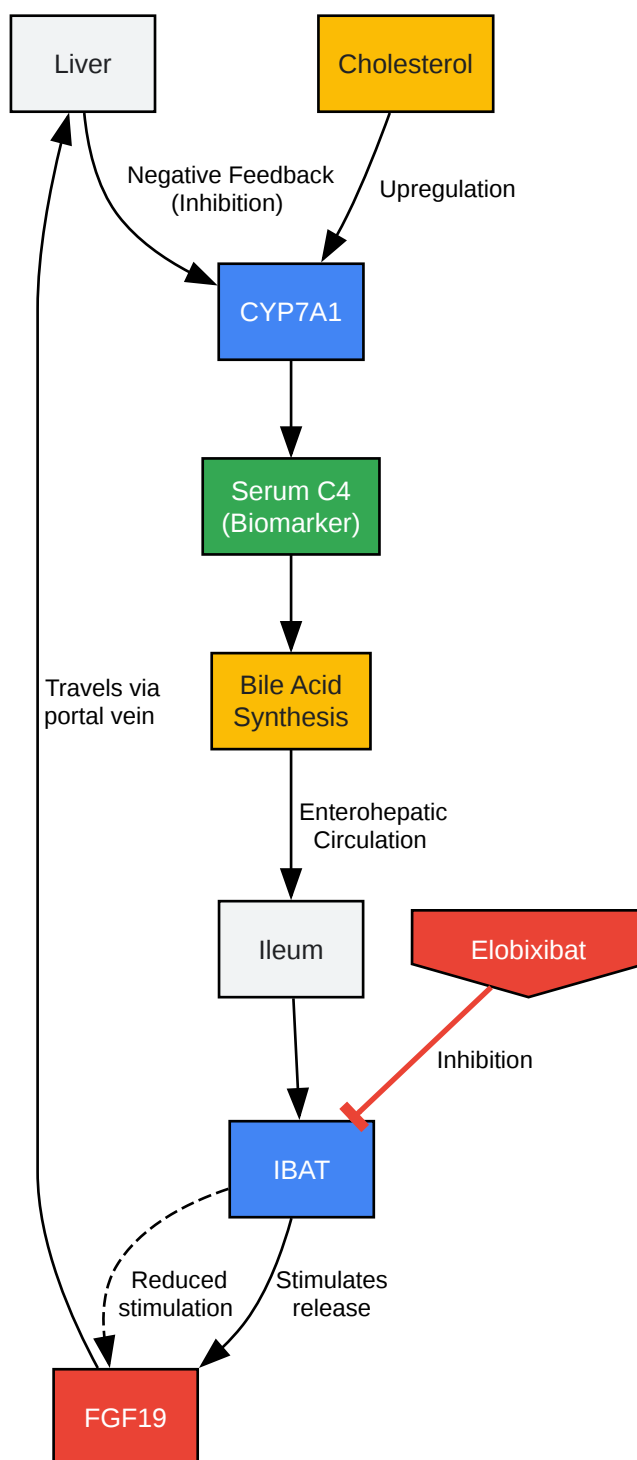 Liver
Cholesterol
Negative Feedback
(Inhibition)
Upregulation
CYP7A1
Serum C4
(Biomarker)
Travels via
portal vein
Bile Acid
Synthesis
Enterohepatic
Circulation
Ileum
Elobixibat
Inhibition
IBAT
Reduced
stimulation
Stimulates
release
FGF19